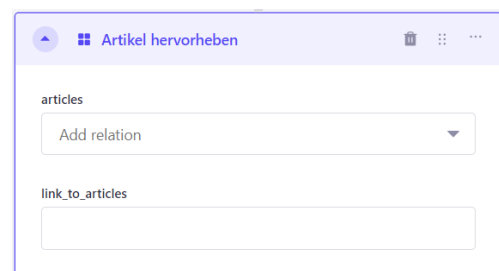 Artikel hervorheben
articles
Add relation
link_to_articles